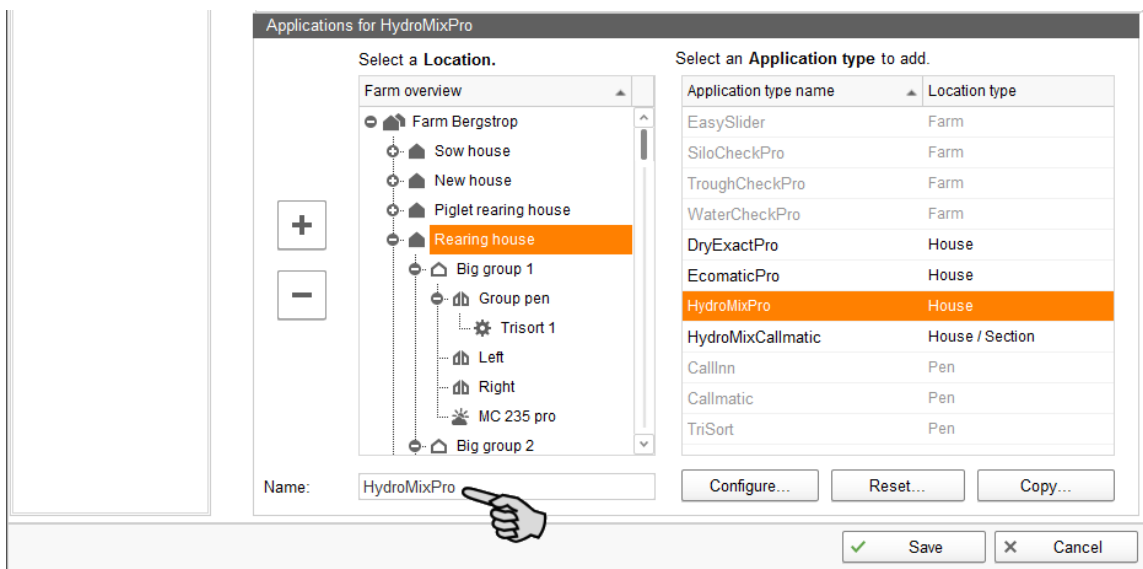 Applications for HydroMixPro
Select a Location.
Select an Application type to add.
Farm overview
Application type name Location type
Farm Bergstrop
Sow house
New house
Piglet rearing house
Rearing house
Big group 1
Group pen
Trisort 1
Left
Right
MC 235 pro
Big group 2
EasySlider Farm
SiloCheckPro Farm
TroughCheckPro Farm
WaterCheckPro Farm
DryExactPro House
EcomaticPro House
HydroMixPro House
HydroMixCallmatic House / Section
CallInn Pen
Callmatic Pen
TriSort Pen
Name: HydroMixPro
Configure... Reset... Copy...
Save Cancel